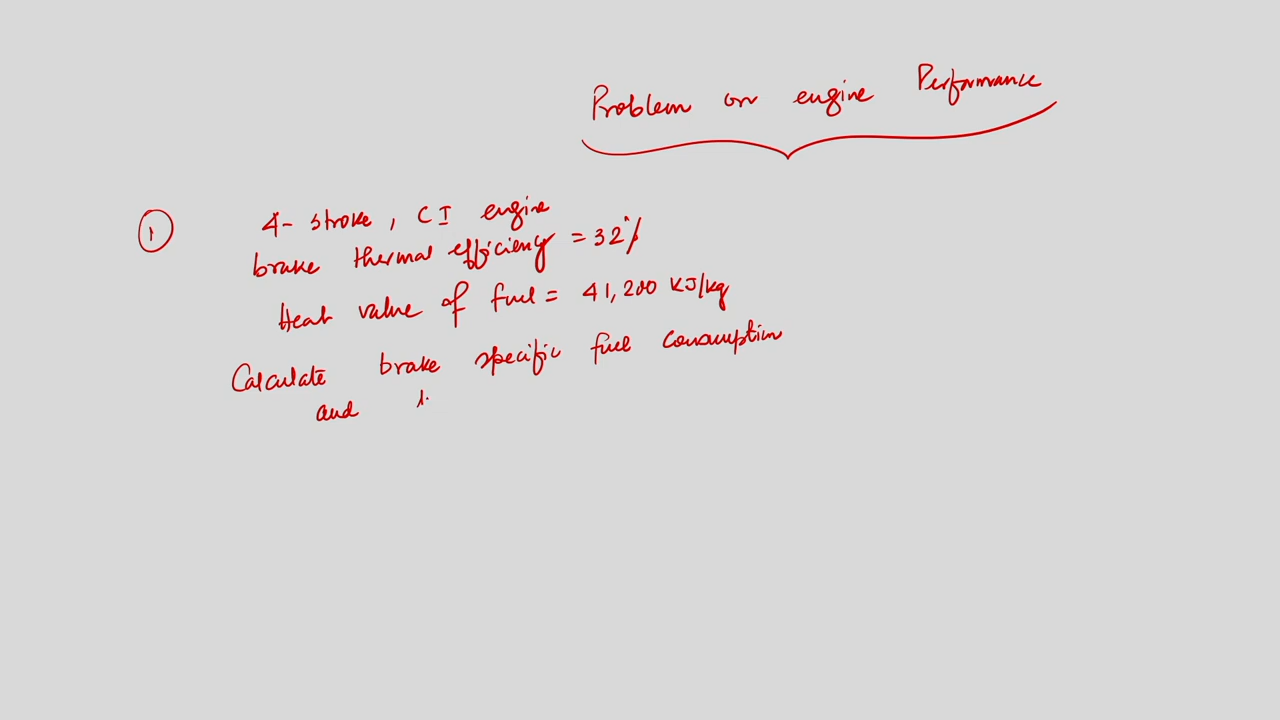 Problem on engine Performance
1
4- stroke, CI engine
brake thermal efficiency = 32%
Heat value of fuel = 41,200 KJ/kg
Calculate brake specific fuel consumption
and